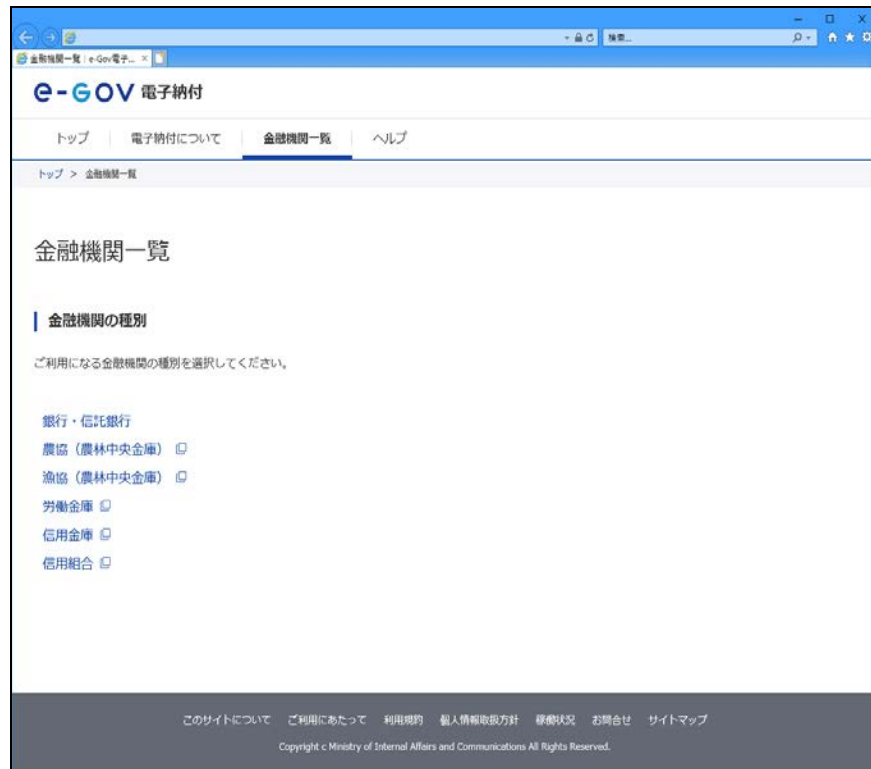 検索...
金融機関一覧 | e-Gov電子... ×
e-GOV 電子納付
トップ 電子納付について 金融機関一覧 ヘルプ
トップ > 金融機関一覧
金融機関一覧
金融機関の種別
ご利用になる金融機関の種別を選択してください。
銀行・信託銀行
農協（農林中央金庫）
漁協（農林中央金庫）
労働金庫
信用金庫
信用組合
このサイトについて ご利用にあたって 利用規約 個人情報取扱方針 稼働状況 お問合せ サイトマップ
Copyright c Ministry of Internal Affairs and Communications All Rights Reserved.